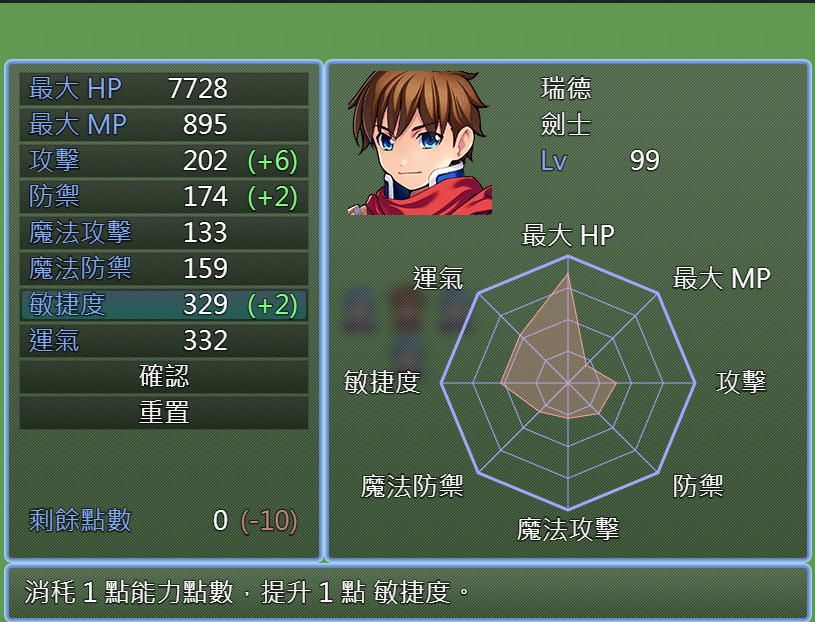 最大 HP 7728
最大 MP 895
攻擊 202 (+6)
防禦 174 (+2)
魔法攻擊 133
魔法防禦 159
敏捷度 329 (+2)
運氣 332
確認
重置
剩餘點數 0 (-10)
瑞德
劍士
Lv 99
最大 HP
運氣
最大 MP
敏捷度
攻擊
魔法防禦
防禦
魔法攻擊
消耗 1 點能力點數，提升 1 點 敏捷度。